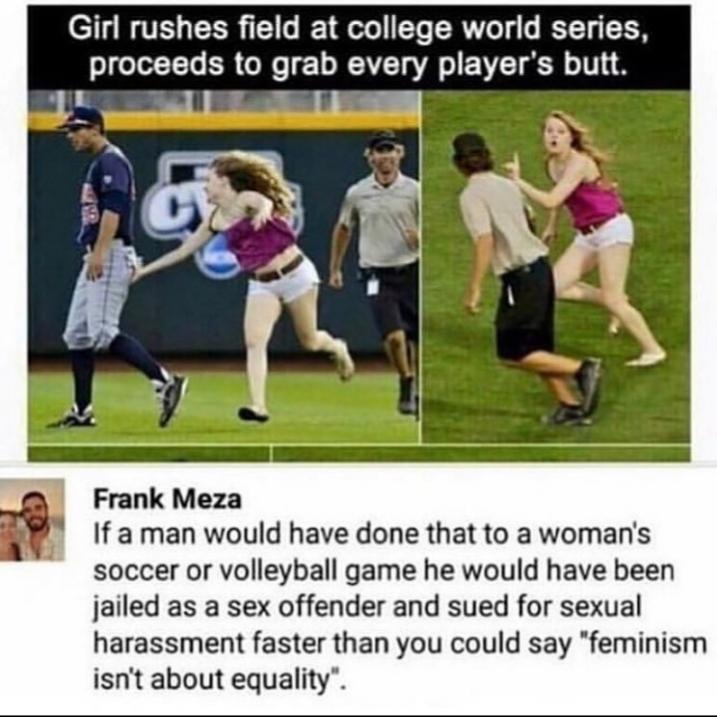 Girl rushes field at college world series,
proceeds to grab every player's butt.
Frank Meza
If a man would have done that to a woman's
soccer or volleyball game he would have been
jailed as a sex offender and sued for sexual
harassment faster than you could say "feminism
isn't about equality".